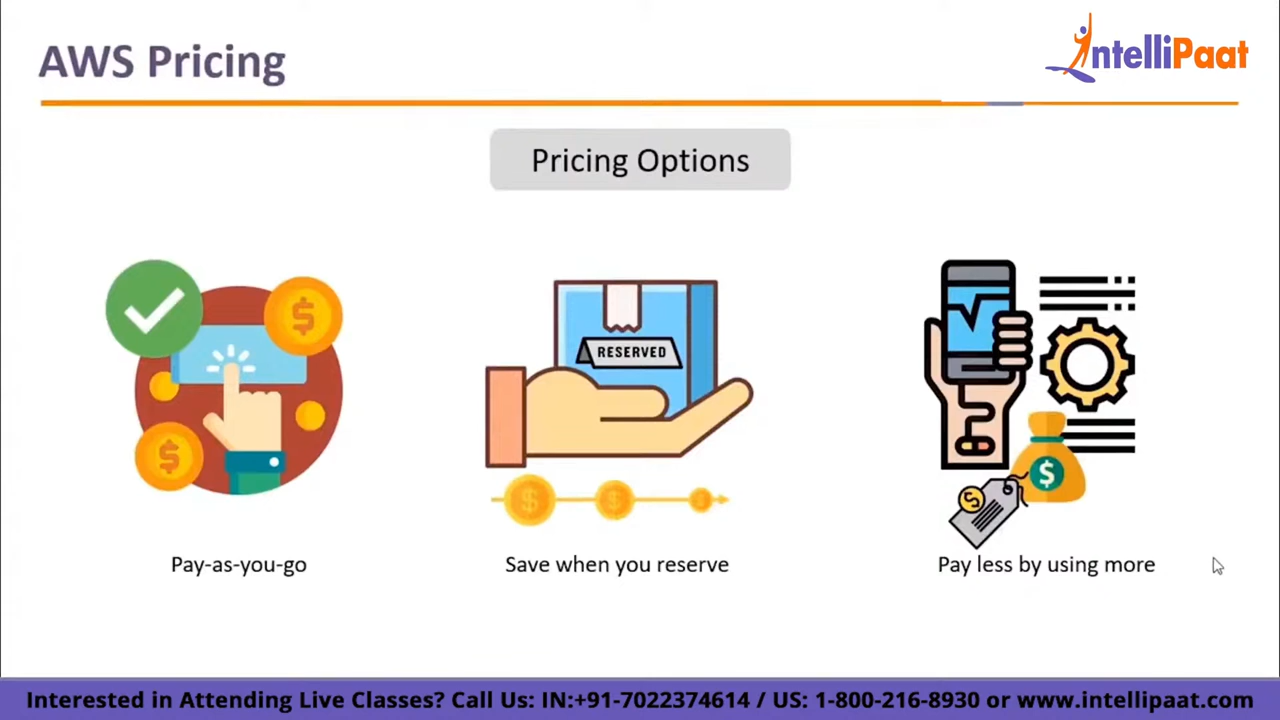 AWS Pricing
IntelliPaat
Pricing Options
RESERVED
Pay-as-you-go
Save when you reserve
Pay less by using more
Interested in Attending Live Classes? Call Us: IN:+91-7022374614 / US: 1-800-216-8930 or www.intellipaat.com